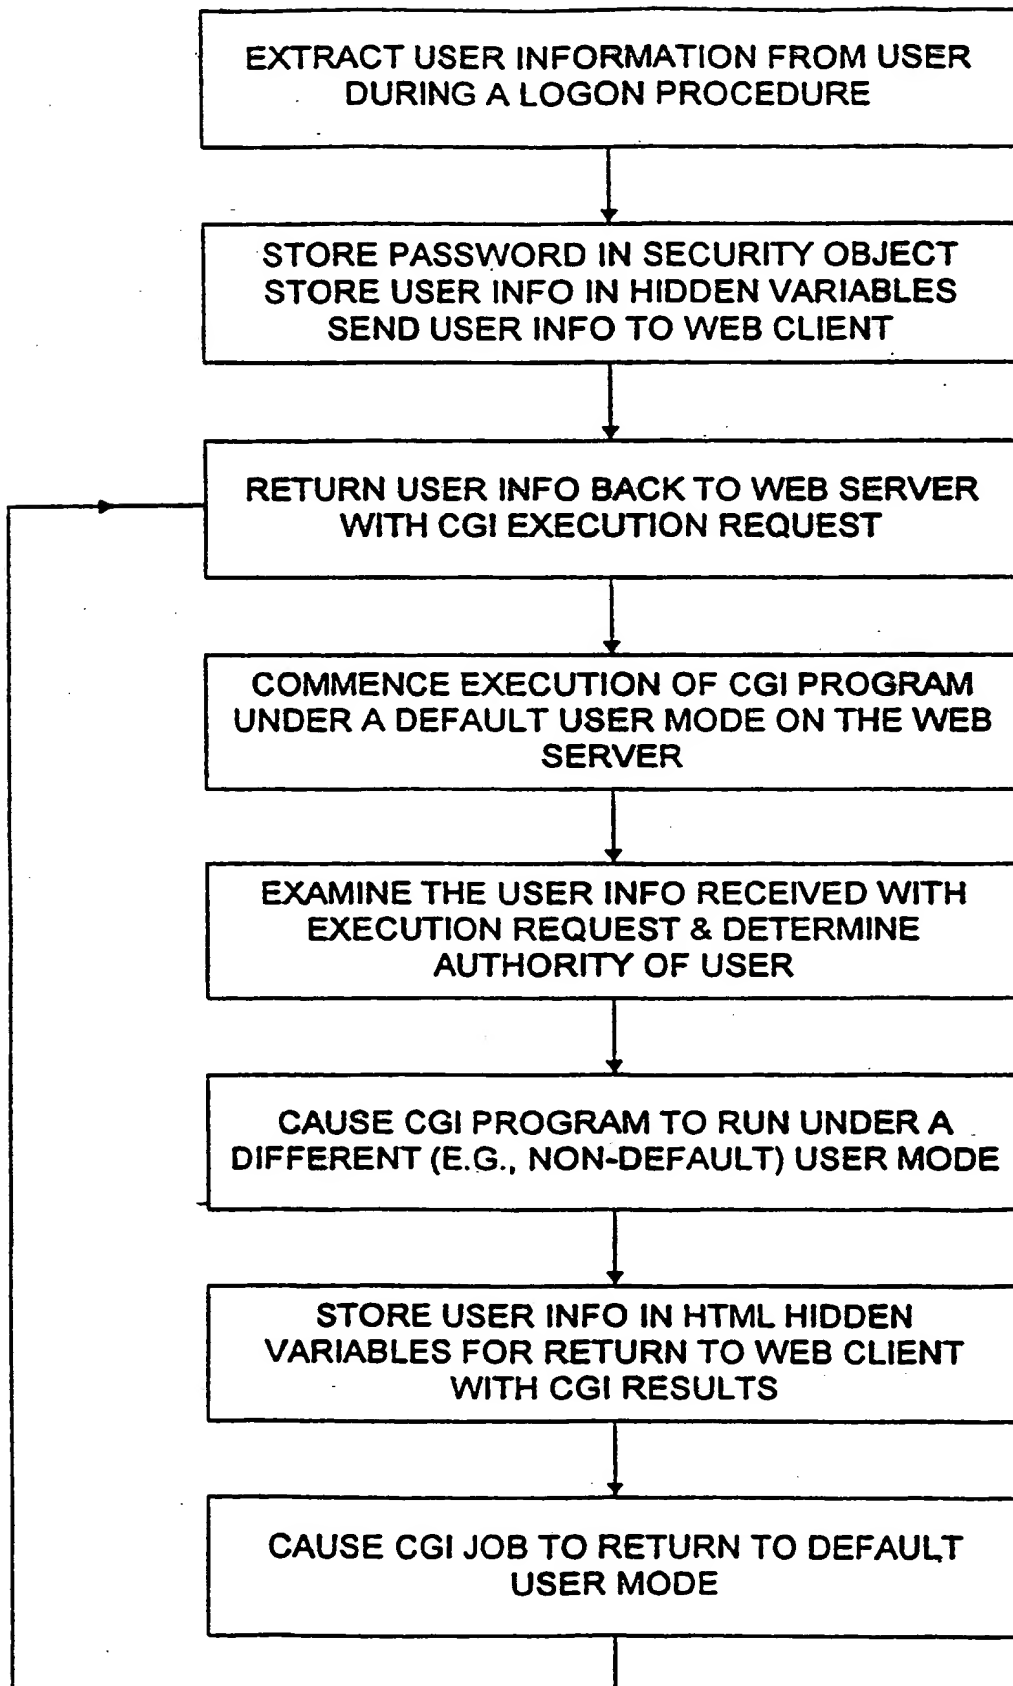 EXTRACT USER INFORMATION FROM USER
DURING A LOGON PROCEDURE
STORE PASSWORD IN SECURITY OBJECT
STORE USER INFO IN HIDDEN VARIABLES
SEND USER INFO TO WEB CLIENT
RETURN USER INFO BACK TO WEB SERVER
WITH CGI EXECUTION REQUEST
COMMENCE EXECUTION OF CGI PROGRAM
UNDER A DEFAULT USER MODE ON THE WEB
SERVER
EXAMINE THE USER INFO RECEIVED WITH
EXECUTION REQUEST & DETERMINE
AUTHORITY OF USER
CAUSE CGI PROGRAM TO RUN UNDER A
DIFFERENT (E.G., NON-DEFAULT) USER MODE
STORE USER INFO IN HTML HIDDEN
VARIABLES FOR RETURN TO WEB CLIENT
WITH CGI RESULTS
CAUSE CGI JOB TO RETURN TO DEFAULT
USER MODE